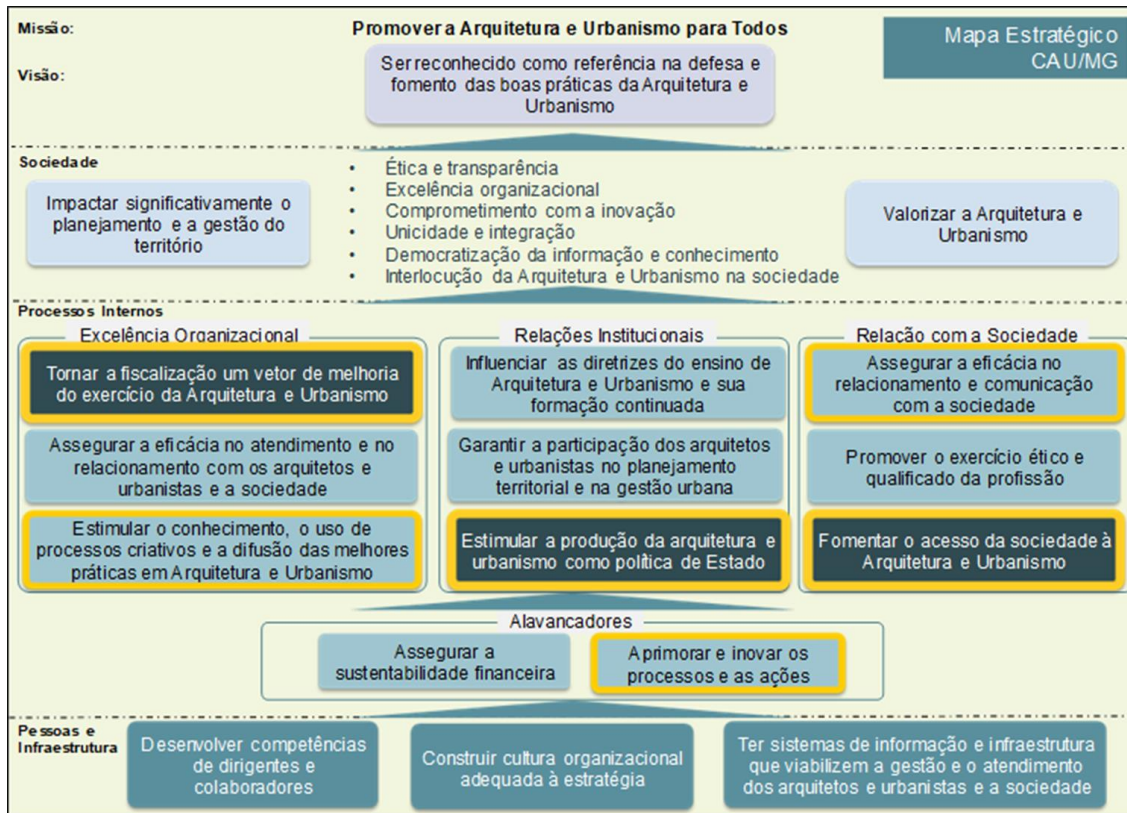 Missão:
Promover a Arquitetura e Urbanismo para Todos
Mapa Estratégico
CAU/MG
Visão:
Ser reconhecido como referência na defesa e
fomento das boas práticas da Arquitetura e
Urbanismo
Sociedade
Impactar significativamente o
planejamento e a gestão do
território
• Ética e transparência
• Excelência organizacional
• Comprometimento com a inovação
• Unicidade e integração
• Democratização da informação e conhecimento
• Interlocução da Arquitetura e Urbanismo na sociedade
Valorizar a Arquitetura e
Urbanismo
Processos Internos
Excelência Organizacional
Tornar a fiscalização um vetor de melhoria
do exercício da Arquitetura e Urbanismo
Assegurar a eficácia no atendimento e no
relacionamento com os arquitetos e
urbanistas e a sociedade
Estimular o conhecimento, o uso de
processos criativos e a difusão das melhores
práticas em Arquitetura e Urbanismo
Relações Institucionais
Influenciar as diretrizes do ensino de
Arquitetura e Urbanismo e sua
formação continuada
Garantir a participação dos arquitetos
e urbanistas no planejamento
territorial e na gestão urbana
Estimular a produção da arquitetura e
urbanismo como política de Estado
Relação com a Sociedade
Assegurar a eficácia no
relacionamento e comunicação
com a sociedade
Promover o exercício ético e
qualificado da profissão
Fomentar o acesso da sociedade à
Arquitetura e Urbanismo
Alavancadores
Assegurar a
sustentabilidade financeira
Aprimorar e inovar os
processos e as ações
Pessoas e
Infraestrutura
Desenvolver competências
de dirigentes e
colaboradores
Construir cultura organizacional
adequada à estratégia
Ter sistemas de informação e infraestrutura
que viabilizem a gestão e o atendimento
dos arquitetos e urbanistas e a sociedade